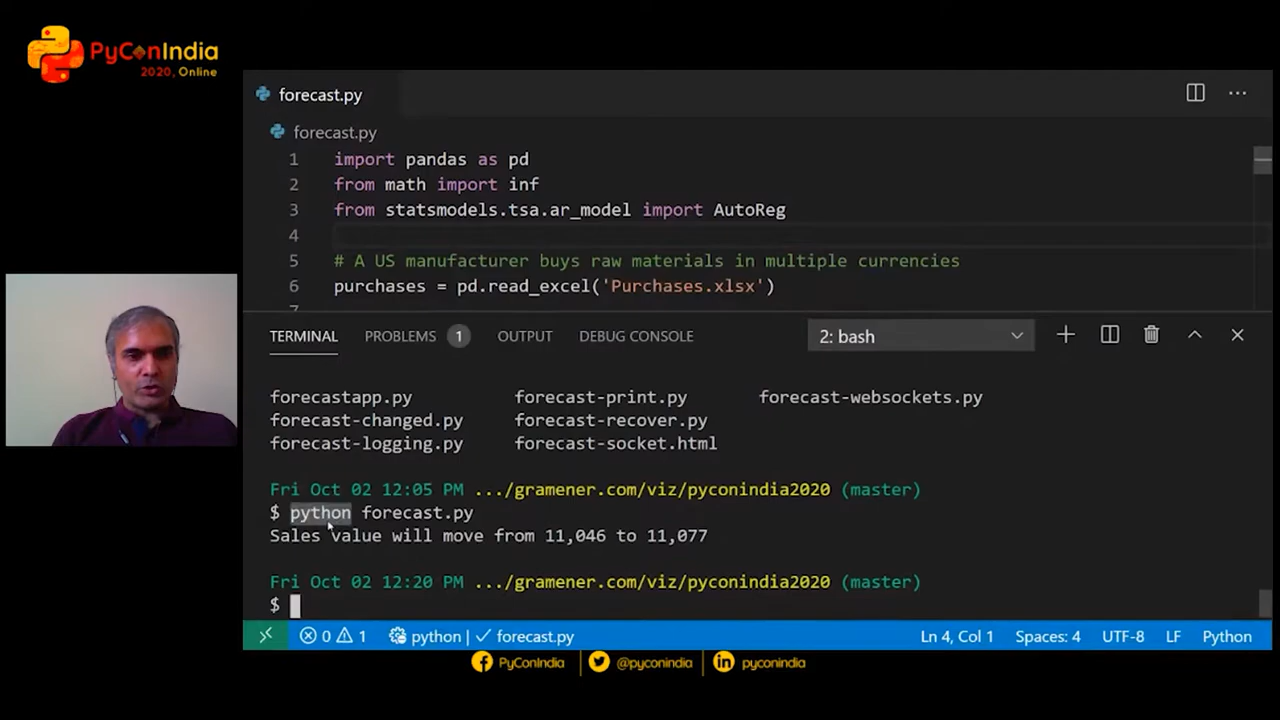 PyConIndia
2020, Online
forecast.py
forecast.py
1 import pandas as pd
2 from math import inf
3 from statsmodels.tsa.ar_model import AutoReg
4
5 # A US manufacturer buys raw materials in multiple currencies
6 purchases = pd.read_excel('Purchases.xlsx')
TERMINAL PROBLEMS 1 OUTPUT DEBUG CONSOLE 2: bash
forecastapp.py forecast-print.py forecast-websockets.py
forecast-changed.py forecast-recover.py
forecast-logging.py forecast-socket.html
Fri Oct 02 12:05 PM .../gramener.com/viz/pyconindia2020 (master)
$ python forecast.py
Sales value will move from 11,046 to 11,077
Fri Oct 02 12:20 PM .../gramener.com/viz/pyconindia2020 (master)
$
0 1 python | ✓ forecast.py Ln 4, Col 1 Spaces: 4 UTF-8 LF Python
PyConIndia @pyconindia pyconindia